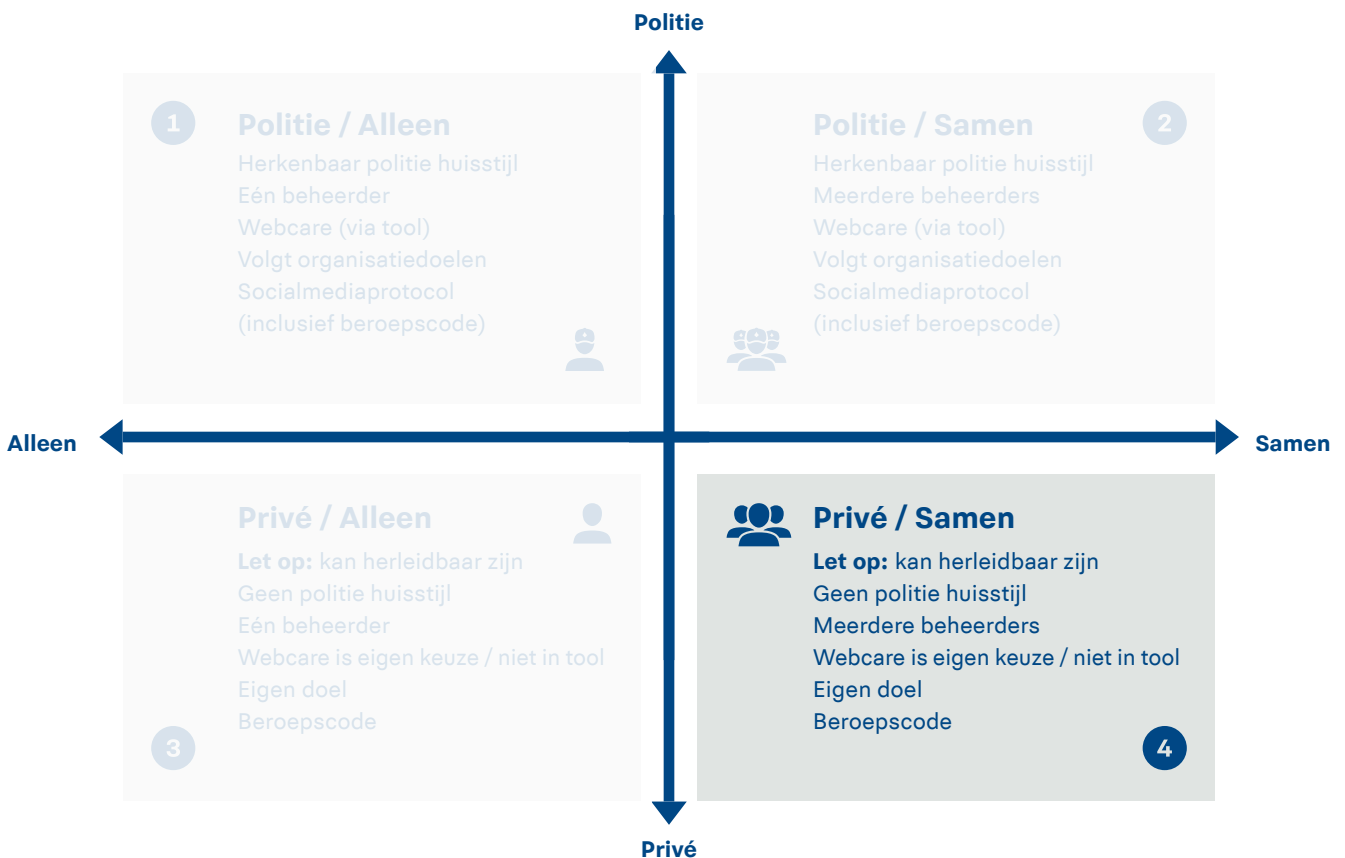 Politie
1
Politie / Alleen
Herkenbaar politie huisstijl
Eén beheerder
Webcare (via tool)
Volgt organisatiedoelen
Socialmediaprotocol
(inclusief beroepscode)
Politie / Samen
2
Herkenbaar politie huisstijl
Meerdere beheerders
Webcare (via tool)
Volgt organisatiedoelen
Socialmediaprotocol
(inclusief beroepscode)
Alleen
Samen
Privé / Alleen
Let op: kan herleidbaar zijn
Geen politie huisstijl
Eén beheerder
Webcare is eigen keuze / niet in tool
Eigen doel
Beroepscode
3
Privé / Samen
Let op: kan herleidbaar zijn
Geen politie huisstijl
Meerdere beheerders
Webcare is eigen keuze / niet in tool
Eigen doel
Beroepscode
4
Privé